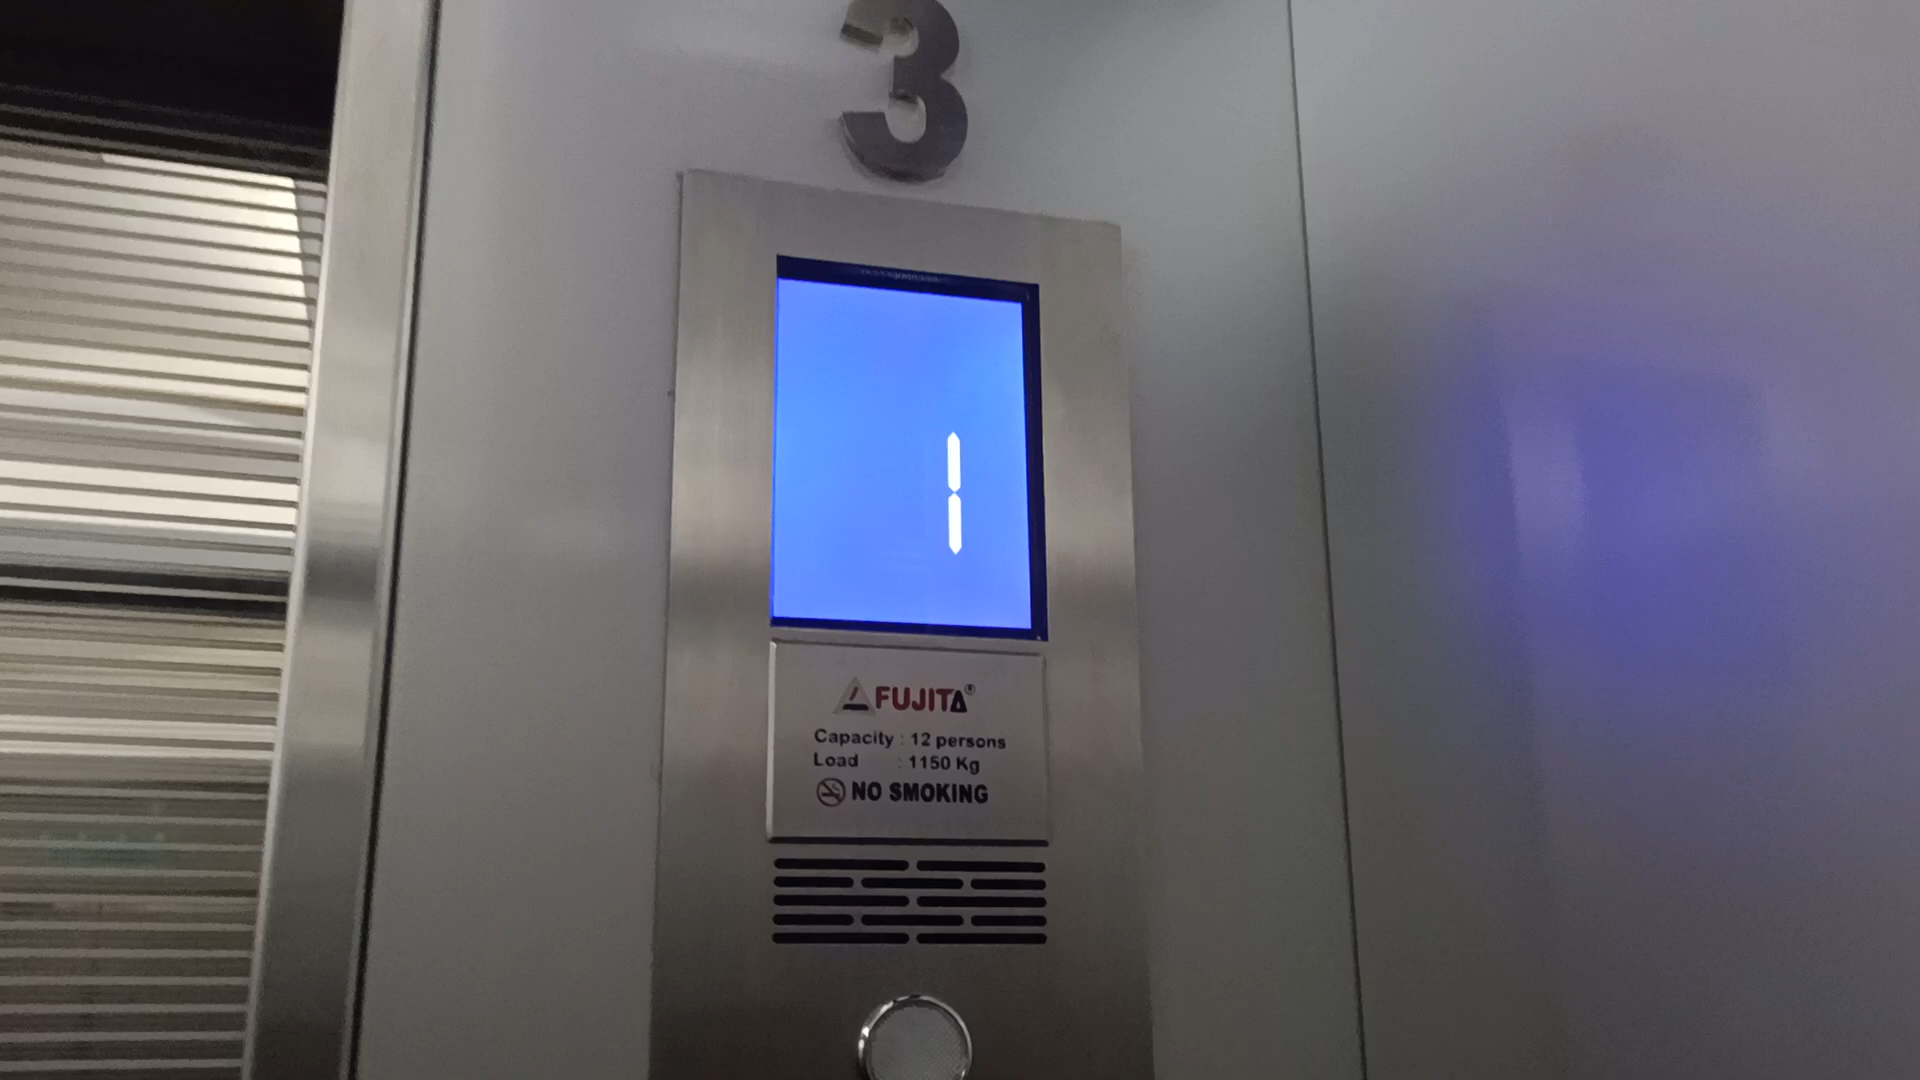 3
1
FUJITA®
Capacity : 12 persons
Load : 1150 Kg
NO SMOKING